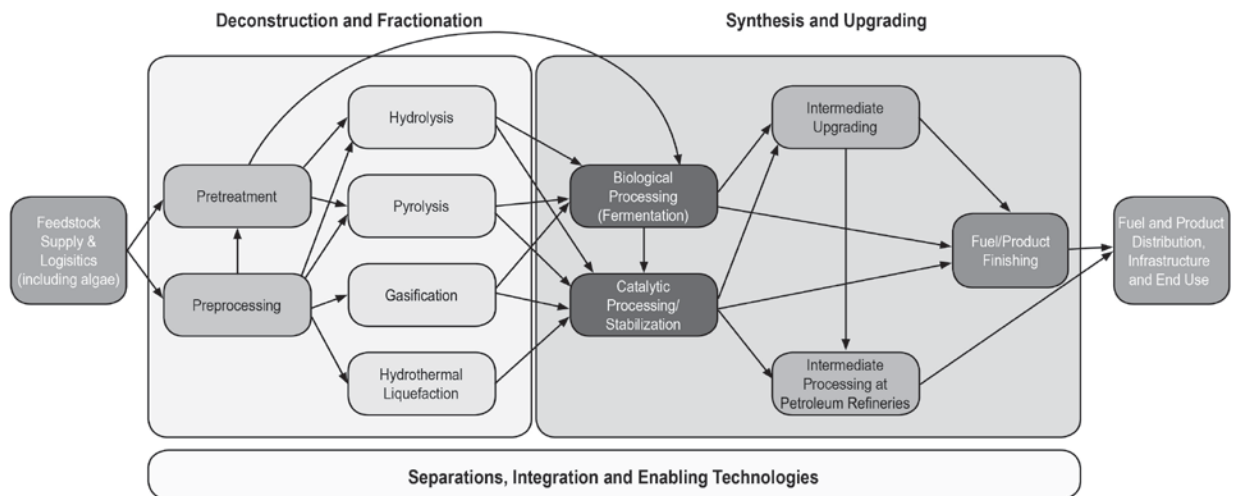 Deconstruction and Fractionation
Synthesis and Upgrading
Feedstock
Supply &
Logisitics
(including algae)
Pretreatment
Preprocessing
Hydrolysis
Pyrolysis
Gasification
Hydrothermal
Liquefaction
Biological
Processing
(Fermentation)
Catalytic
Processing/
Stabilization
Intermediate
Upgrading
Intermediate
Processing at
Petroleum Refineries
Fuel/Product
Finishing
Fuel and Product
Distribution,
Infrastructure
and End Use
Separations, Integration and Enabling Technologies